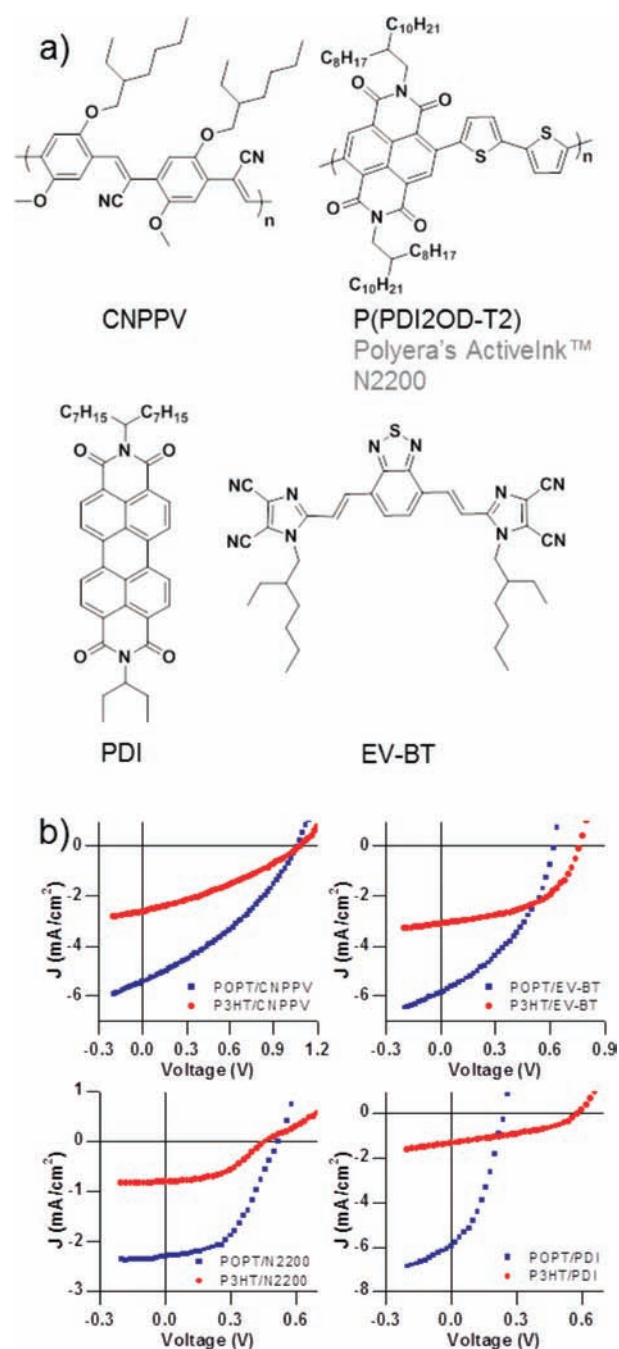 a)
O
O
CN
NC
O
O
n
CNPPV
C₁₀H₂₁
C₈H₁₇
O N O
S
S
n
O N O
C₈H₁₇
C₁₀H₂₁
P(PDI2OD-T2)
Polyera's ActiveInk™
N2200
C₇H₁₅ C₇H₁₅
O N O
O N O
PDI
S
N N
NC N N CN
NC N N CN
EV-BT
b)
0
-2
-4
-6
J (mA/cm²)
POPT/CNPPV
P3HT/CNPPV
-0.3 0.0 0.3 0.6 0.9 1.2
Voltage (V)
0
-2
-4
-6
J (mA/cm²)
POPT/EV-BT
P3HT/EV-BT
-0.3 0.0 0.3 0.6 0.9
Voltage (V)
1
0
-1
-2
-3
J (mA/cm²)
POPT/N2200
P3HT/N2200
-0.3 0.0 0.3 0.6
Voltage (V)
0
-2
-4
-6
-8
J (mA/cm²)
POPT/PDI
P3HT/PDI
-0.3 0.0 0.3 0.6
Voltage (V)